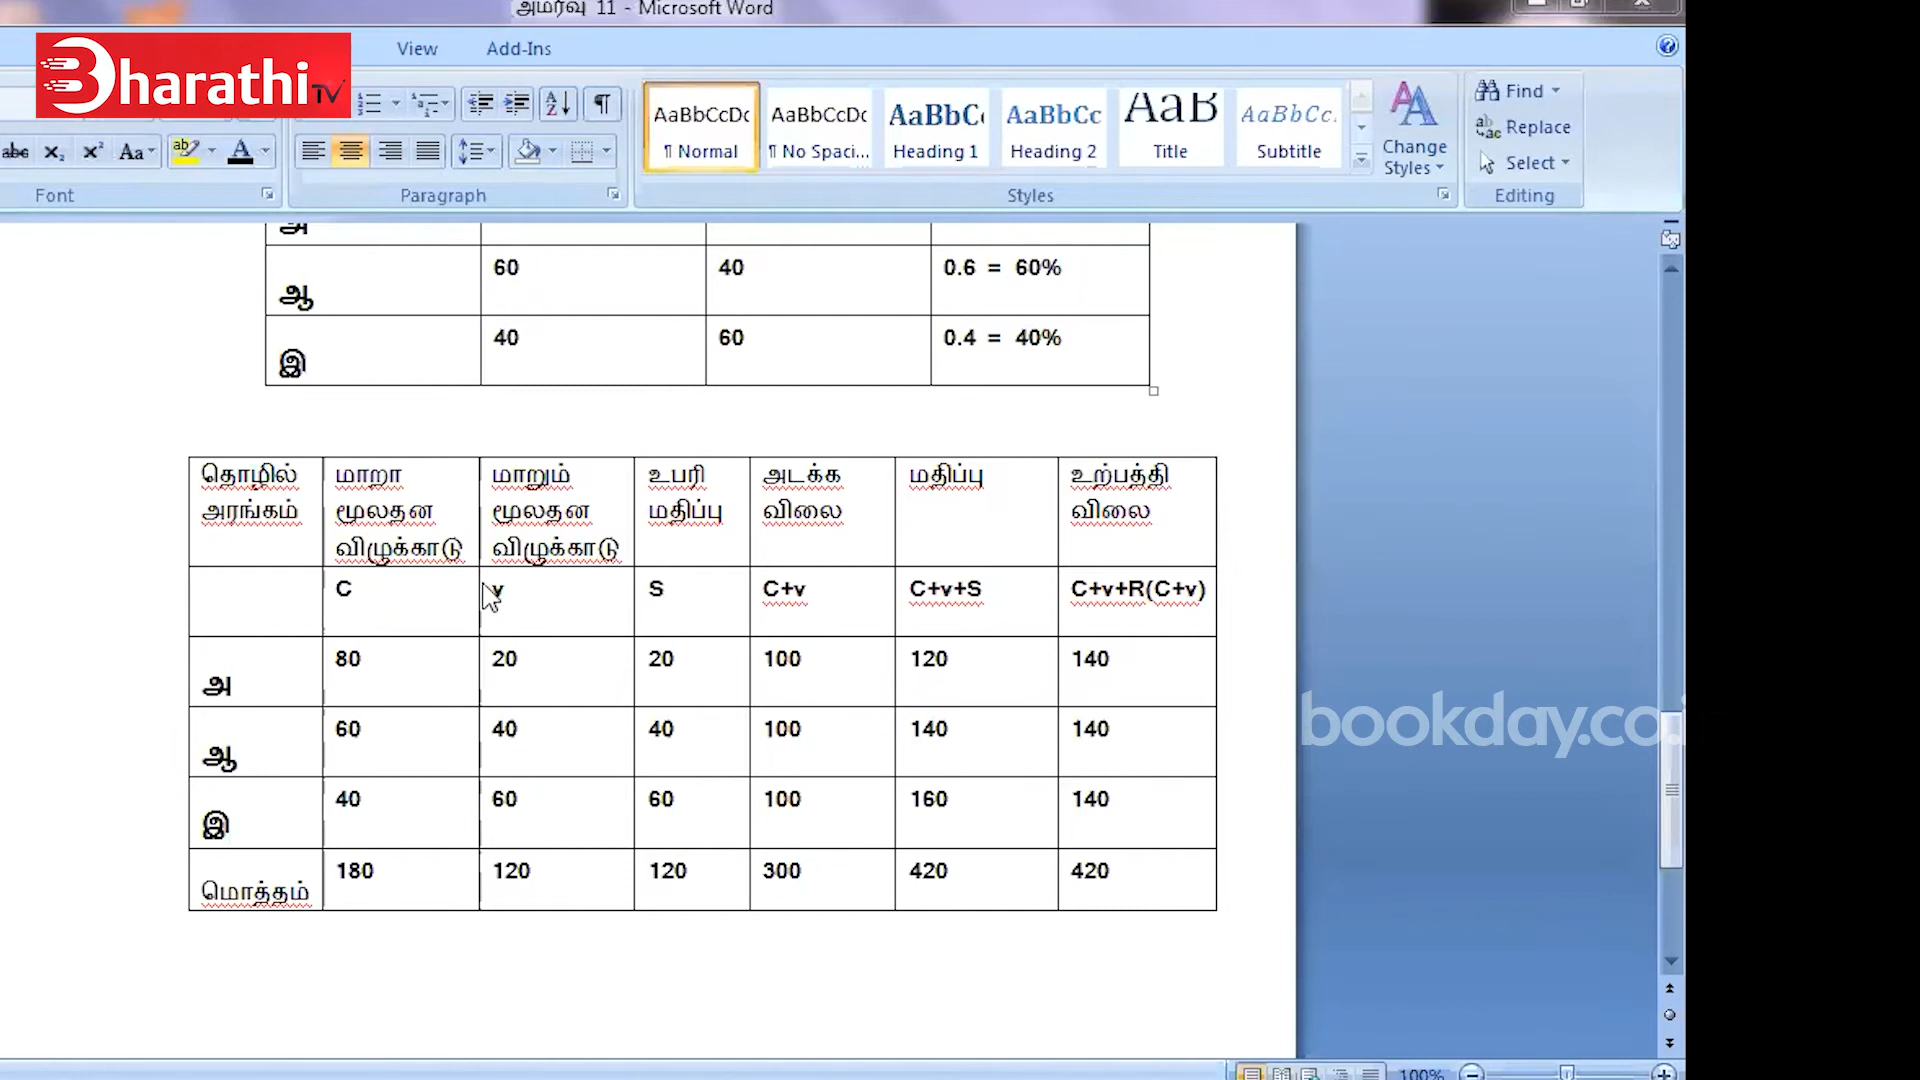 அமர்வு 11 - Microsoft Word
Bharathi TV
View Add-Ins
AaBbCcDc AaBbCcDc AaBbC AaBbCc AaB AaBbCc.
¶ Normal ¶ No Spaci... Heading 1 Heading 2 Title Subtitle
Change Styles
Find
Replace
Select
Font Paragraph Styles Editing
அ
ஆ 60 40 0.6 = 60%
இ 40 60 0.4 = 40%
தொழில் அரங்கம் மாறா மூலதன விழுக்காடு மாறும் மூலதன விழுக்காடு உபரி மதிப்பு அடக்க விலை மதிப்பு உற்பத்தி விலை
C v S C+v C+v+S C+v+R(C+v)
அ 80 20 20 100 120 140
ஆ 60 40 40 100 140 140
இ 40 60 60 100 160 140
மொத்தம் 180 120 120 300 420 420
bookday.co.i
100%